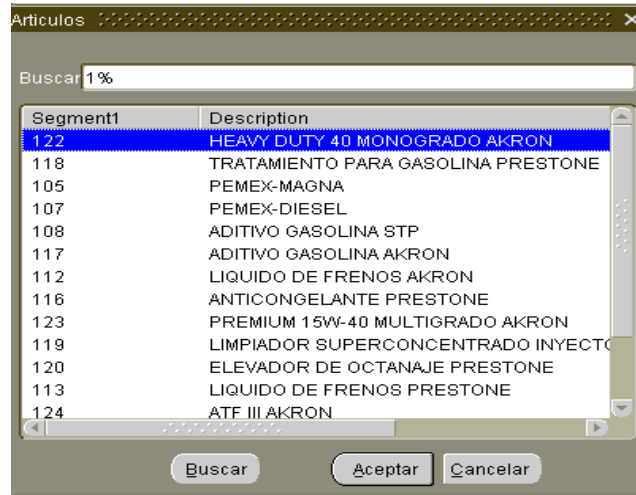 Articulos
Buscar 1%
Segment1 Description
122 HEAVY DUTY 40 MONOGRADO AKRON
118 TRATAMIENTO PARA GASOLINA PRESTONE
105 PEMEX-MAGNA
107 PEMEX-DIESEL
108 ADITIVO GASOLINA STP
117 ADITIVO GASOLINA AKRON
112 LIQUIDO DE FRENOS AKRON
116 ANTICONGELANTE PRESTONE
123 PREMIUM 15W-40 MULTIGRADO AKRON
119 LIMPIADOR SUPERCONCENTRADO INYECTO
120 ELEVADOR DE OCTANAJE PRESTONE
113 LIQUIDO DE FRENOS PRESTONE
124 ATF III AKRON
Buscar Aceptar Cancelar